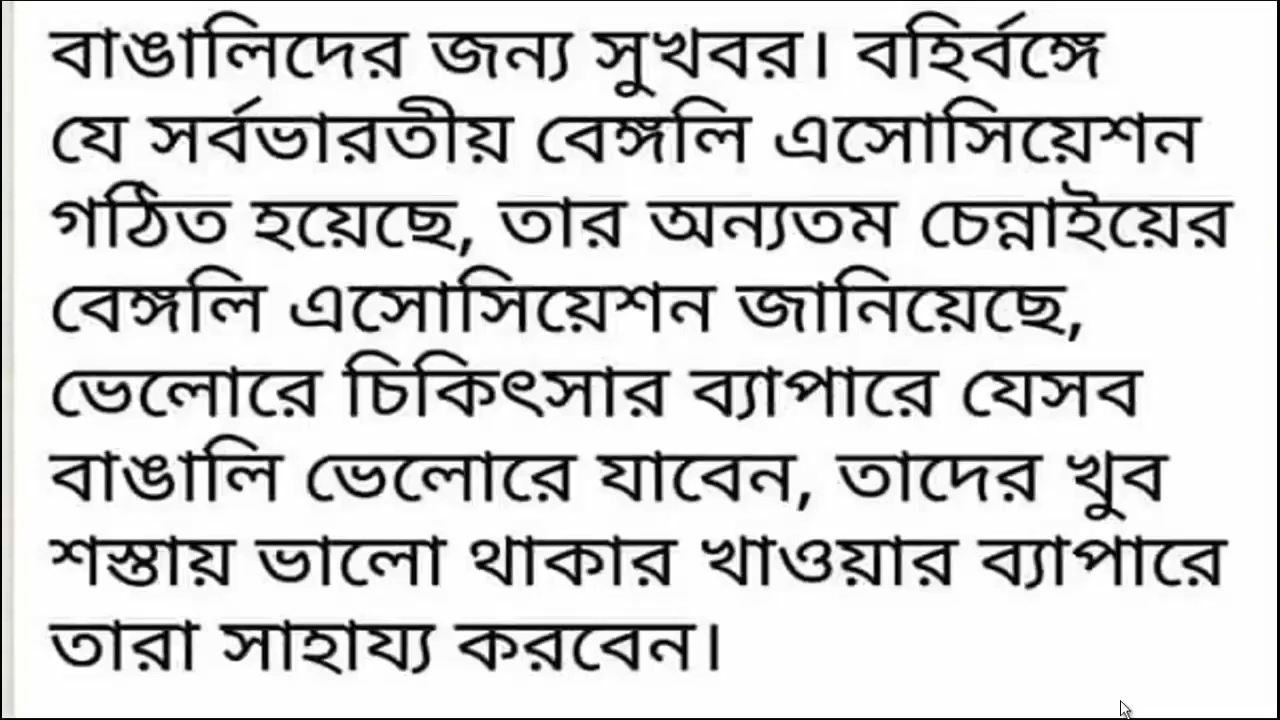 বাঙালিদের জন্য সুখবর। বহির্বঙ্গে
যে সর্বভারতীয় বেঙ্গলি এসোসিয়েশন
গঠিত হয়েছে, তার অন্যতম চেন্নাইয়ের
বেঙ্গলি এসোসিয়েশন জানিয়েছে,
ভেলোরে চিকিৎসার ব্যাপারে যেসব
বাঙালি ভেলোরে যাবেন, তাদের খুব
শস্তায় ভালো থাকার খাওয়ার ব্যাপারে
তারা সাহায্য করবেন।